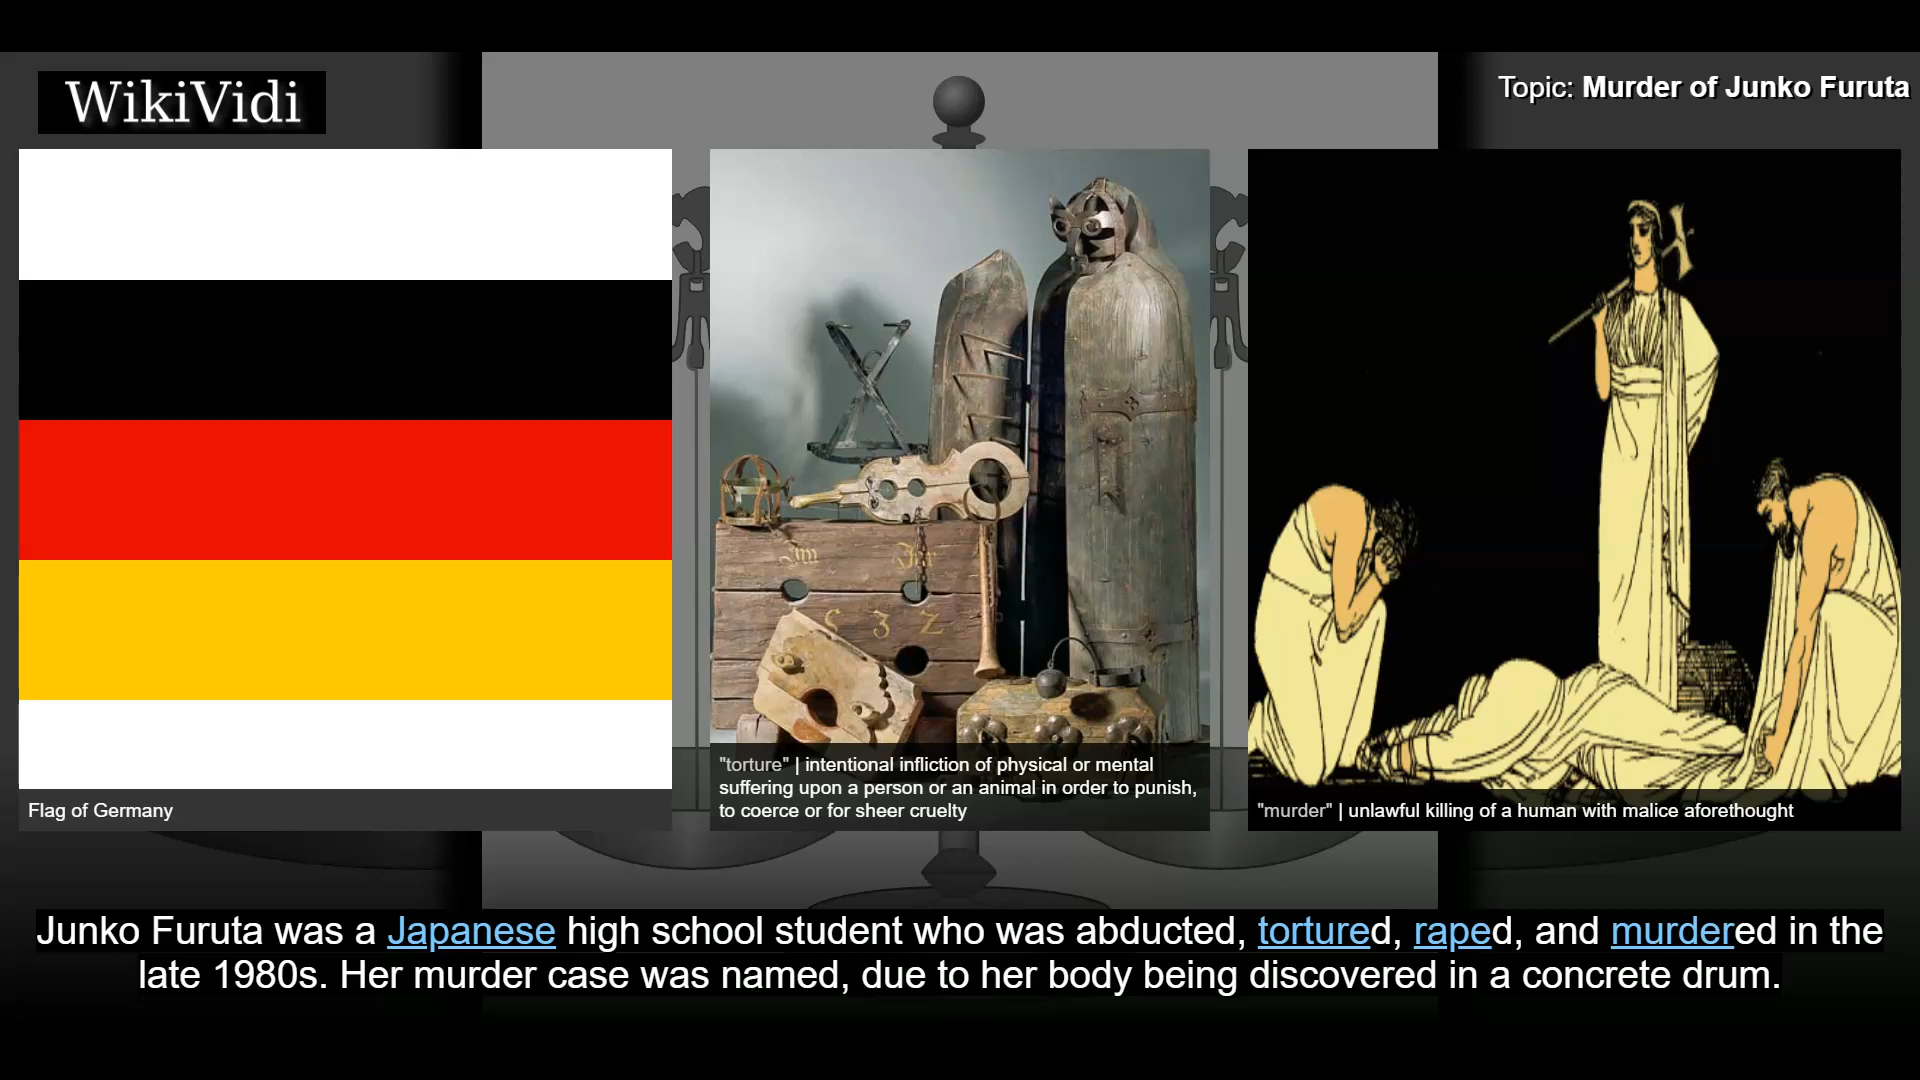 WikiVidi
Topic: Murder of Junko Furuta
Flag of Germany
"torture" | intentional infliction of physical or mental
suffering upon a person or an animal in order to punish,
to coerce or for sheer cruelty
"murder" | unlawful killing of a human with malice aforethought
Junko Furuta was a Japanese high school student who was abducted, tortured, raped, and murdered in the
late 1980s. Her murder case was named, due to her body being discovered in a concrete drum.